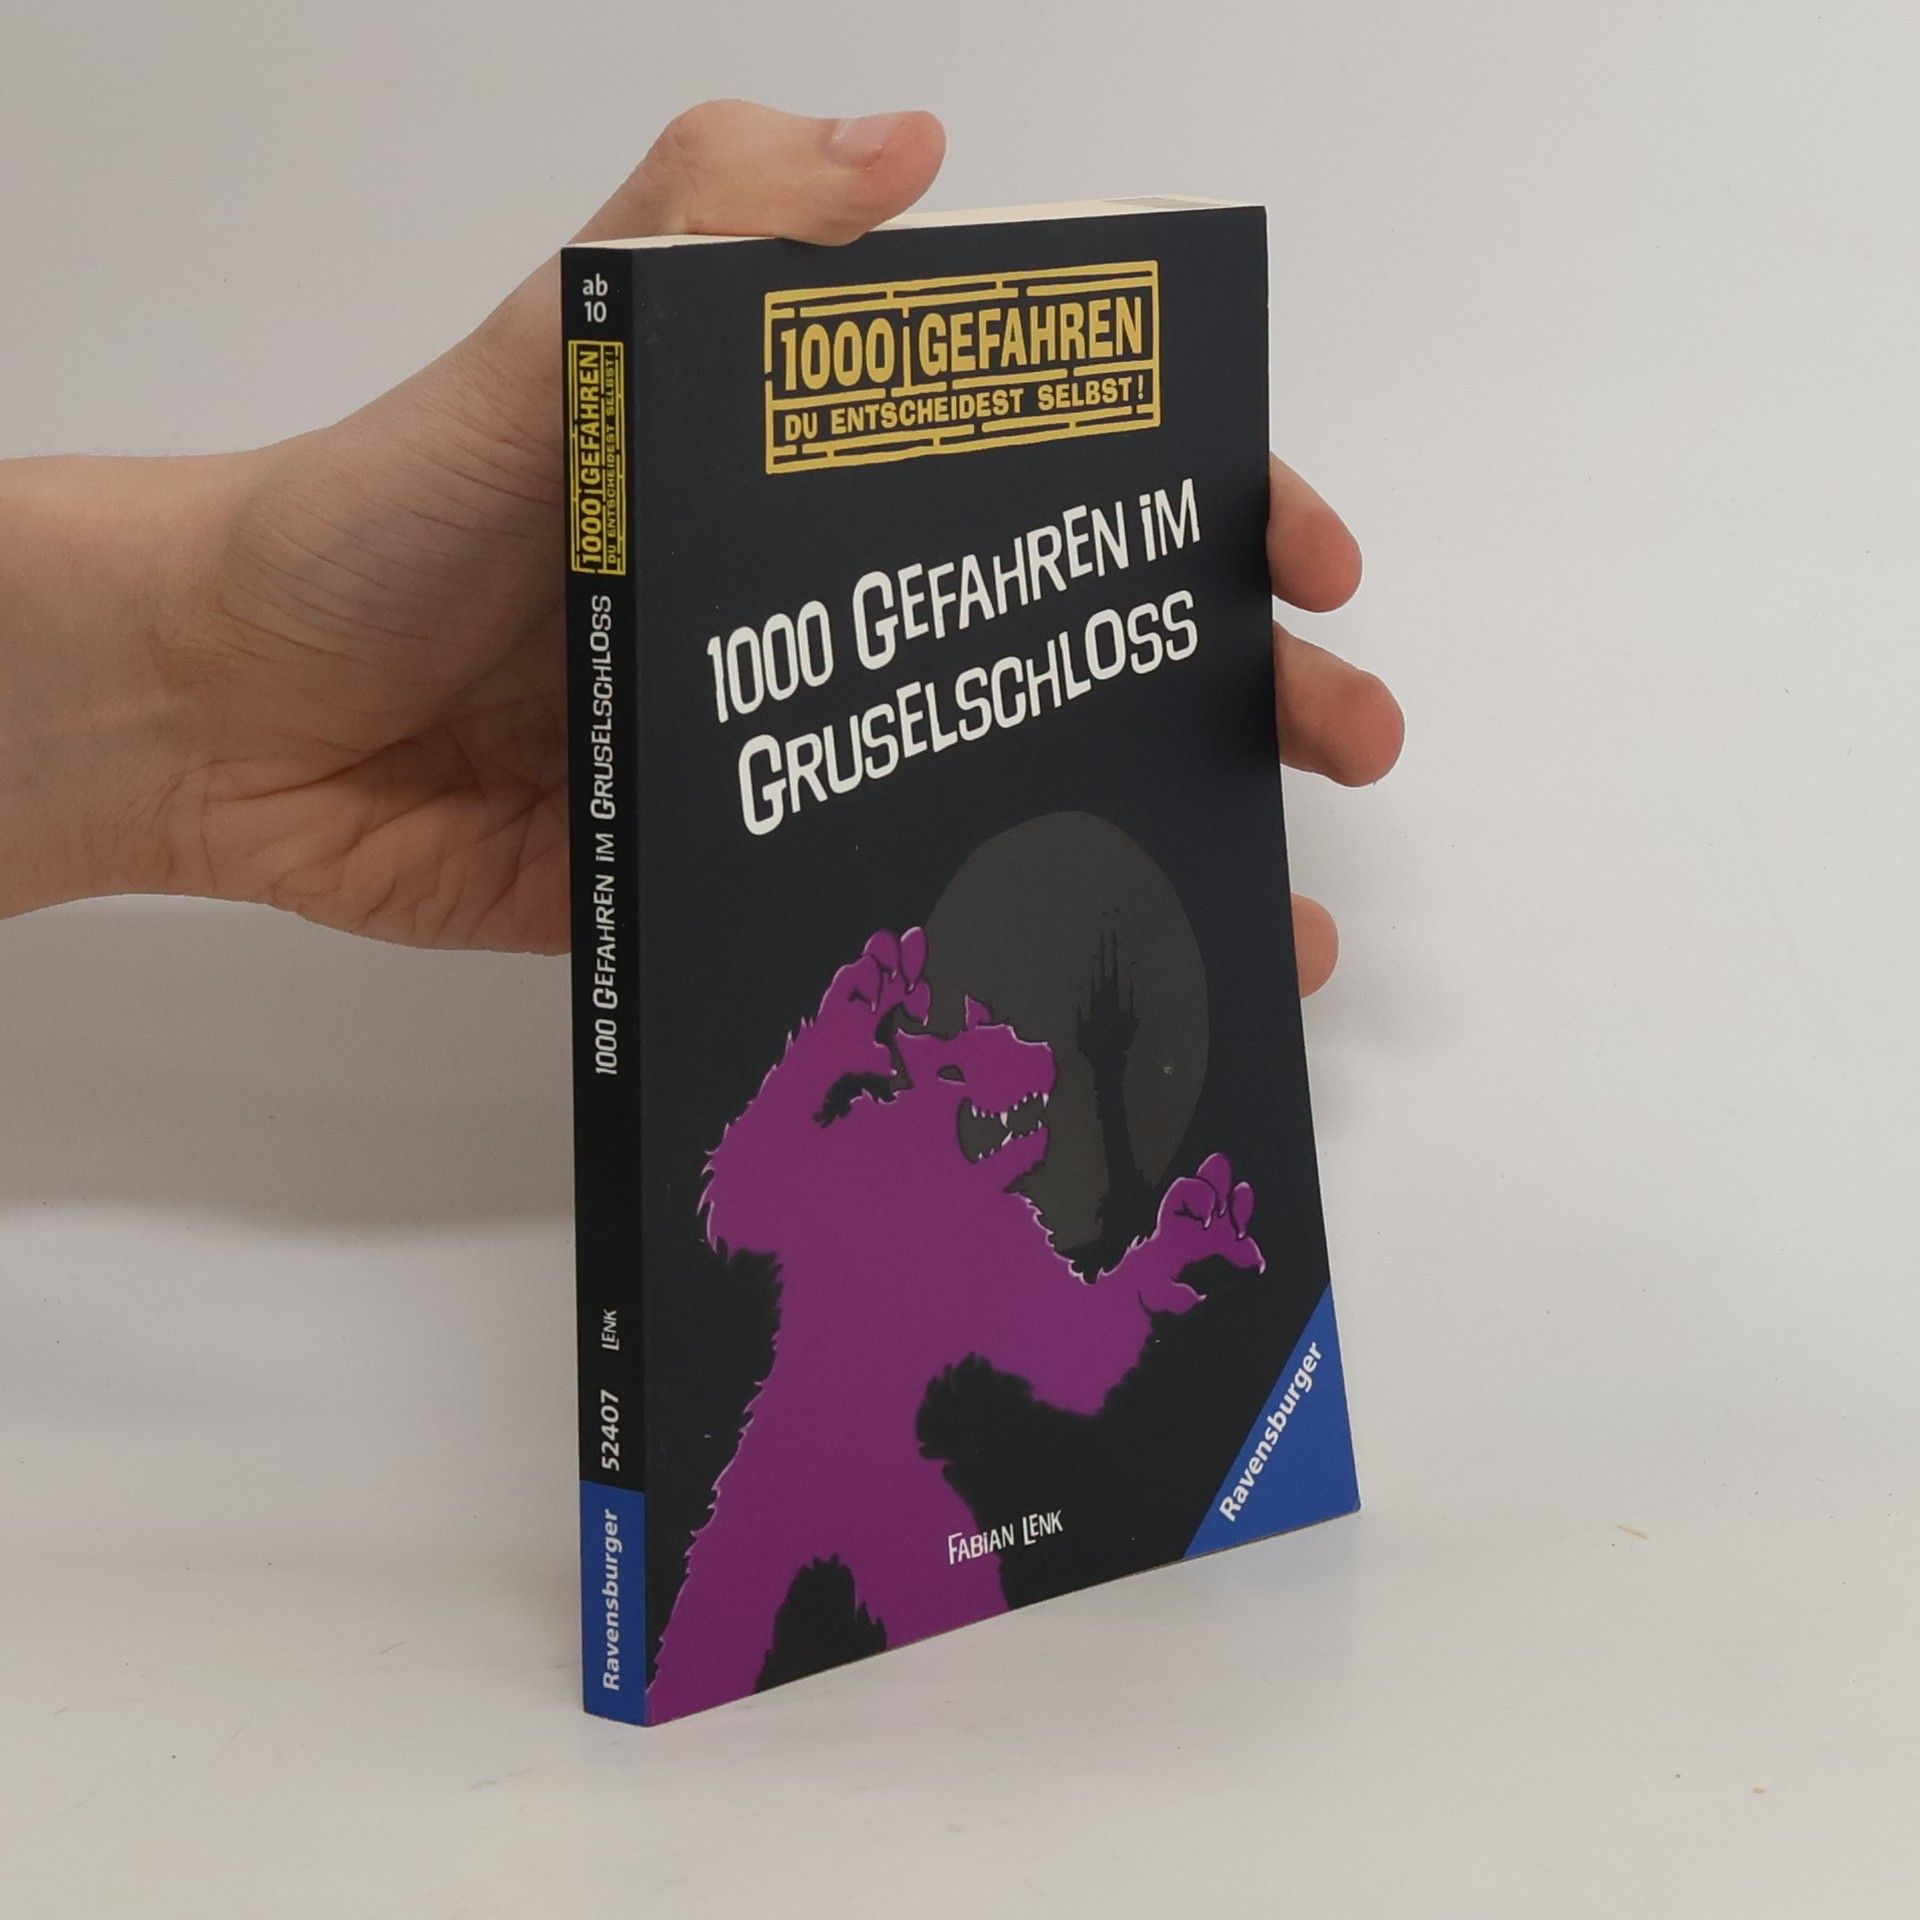 ab
10
1000 GEFAHREN
DU ENTSCHEIDEST SELBST!
1000 GEFAHREN IM GRUSELSCHLOSS
LENK
52407
Ravensburger
1000 GEFAHREN
DU ENTSCHEIDEST SELBST!
1000 GEFAHREN IM
GRUSELSCHLOSS
FABIAN LENK
Ravensburger